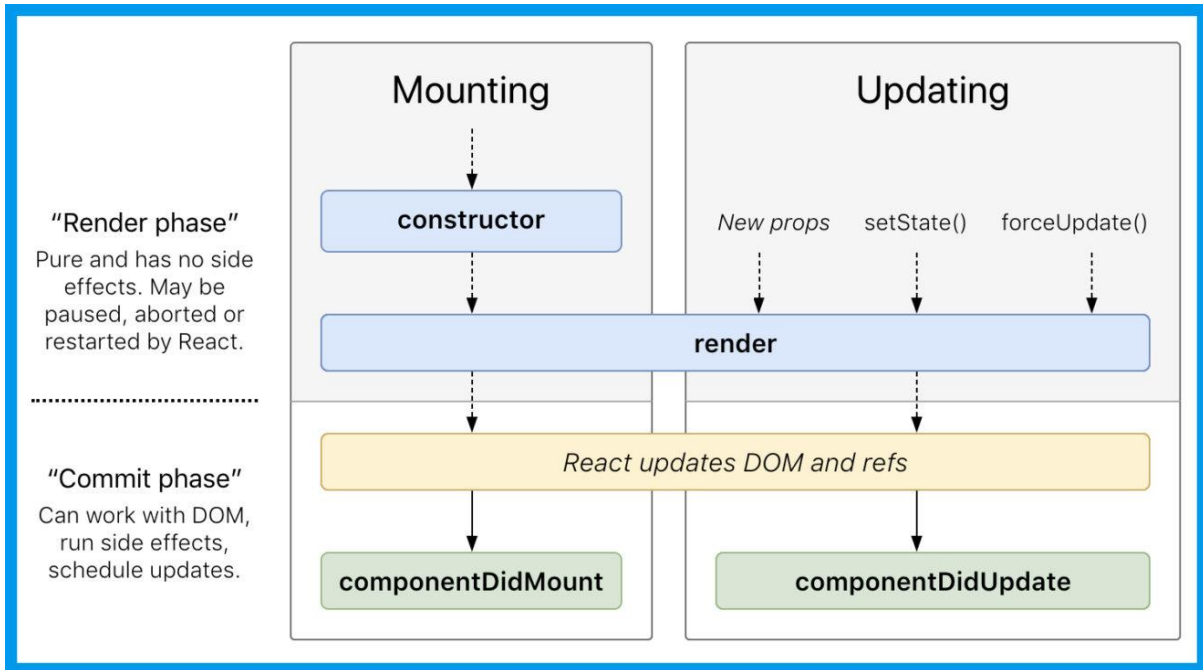 Mounting
Updating
constructor
“Render phase”
Pure and has no side
effects. May be
paused, aborted or
restarted by React.
New props
setState()
forceUpdate()
render
“Commit phase”
Can work with DOM,
run side effects,
schedule updates.
React updates DOM and refs
componentDidMount
componentDidUpdate